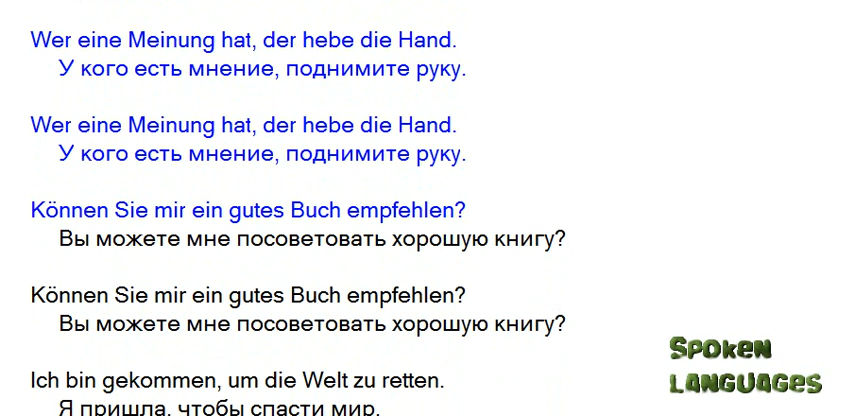 Wer eine Meinung hat, der hebe die Hand.
У кого есть мнение, поднимите руку.
Wer eine Meinung hat, der hebe die Hand.
У кого есть мнение, поднимите руку.
Können Sie mir ein gutes Buch empfehlen?
Вы можете мне посоветовать хорошую книгу?
Können Sie mir ein gutes Buch empfehlen?
Вы можете мне посоветовать хорошую книгу?
Ich bin gekommen, um die Welt zu retten.
Я пришла, чтобы спасти мир.
SPOKEN
LANGUAGES